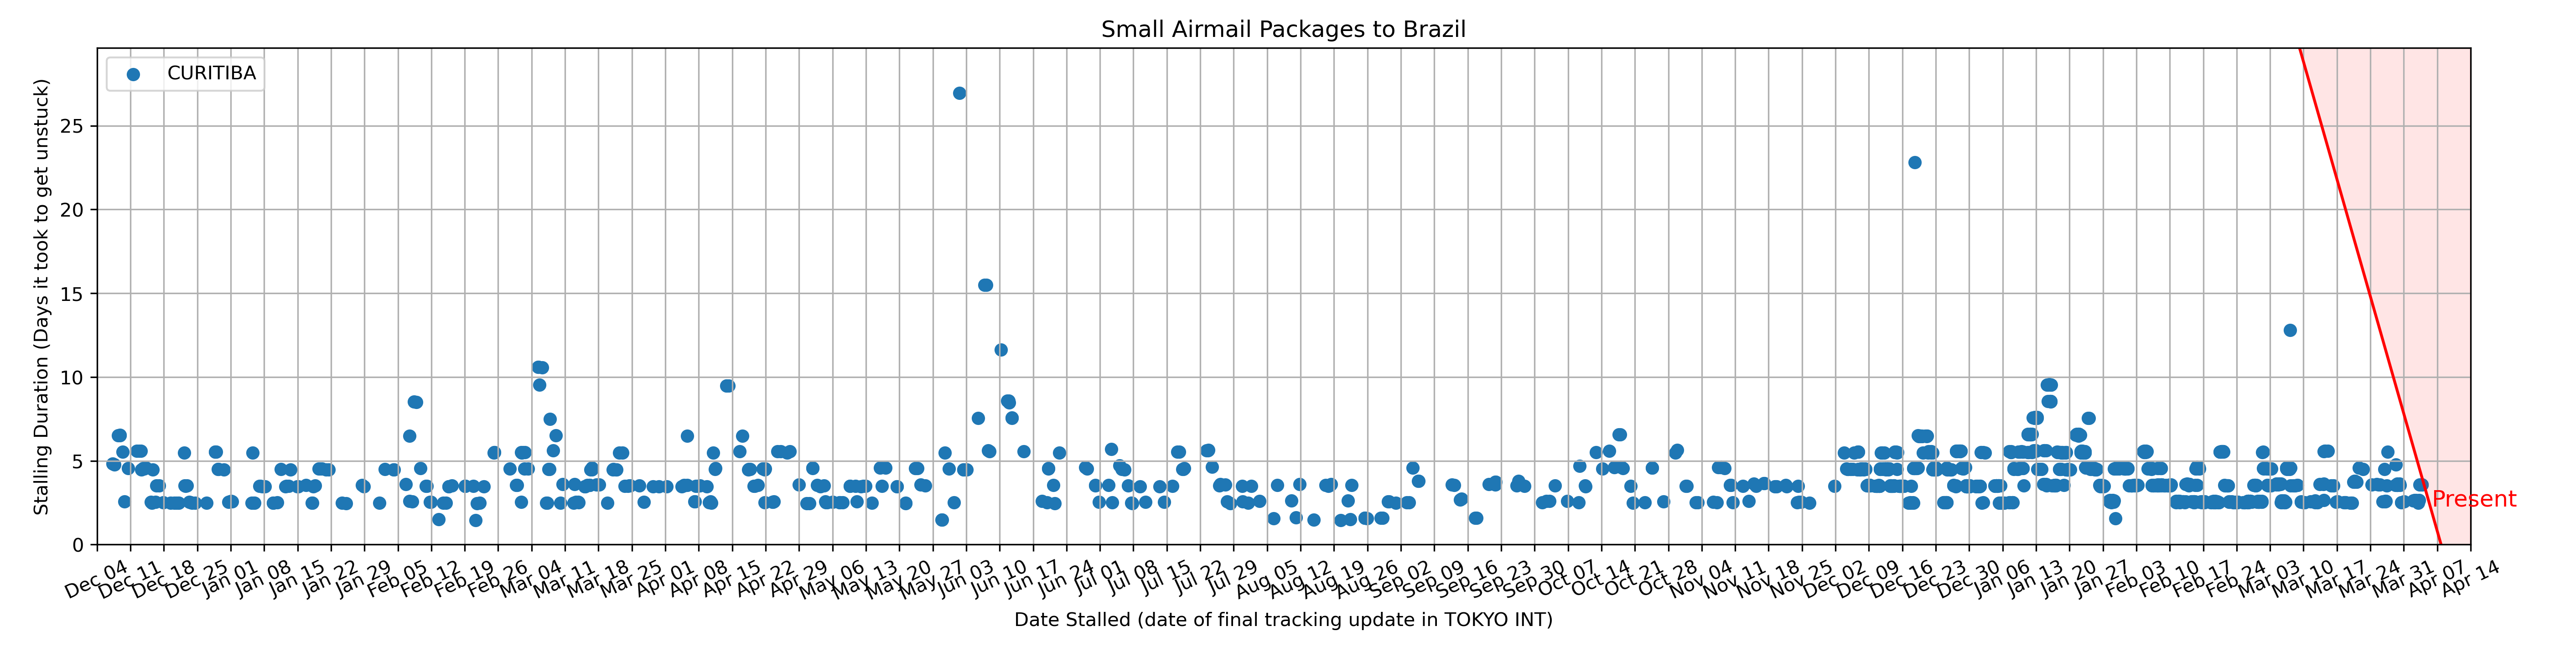 Small Airmail Packages to Brazil
CURITIBA
Stalling Duration (Days it took to get unstuck)
25
20
15
10
5
0
Present
Dec 04 Dec 11 Dec 18 Dec 25 Jan 01 Jan 08 Jan 15 Jan 22 Jan 29 Feb 05 Feb 12 Feb 19 Feb 26 Mar 04 Mar 11 Mar 18 Mar 25 Apr 01 Apr 08 Apr 15 Apr 22 Apr 29 May 06 May 13 May 20 May 27 Jun 03 Jun 10 Jun 17 Jun 24 Jul 01 Jul 08 Jul 15 Jul 22 Jul 29 Aug 05 Aug 12 Aug 19 Aug 26 Sep 02 Sep 09 Sep 16 Sep 23 Sep 30 Oct 07 Oct 14 Oct 21 Oct 28 Nov 04 Nov 11 Nov 18 Nov 25 Dec 02 Dec 09 Dec 16 Dec 23 Dec 30 Jan 06 Jan 13 Jan 20 Jan 27 Feb 03 Feb 10 Feb 17 Feb 24 Mar 03 Mar 10 Mar 17 Mar 24 Mar 31 Apr 07 Apr 14
Date Stalled (date of final tracking update in TOKYO INT)